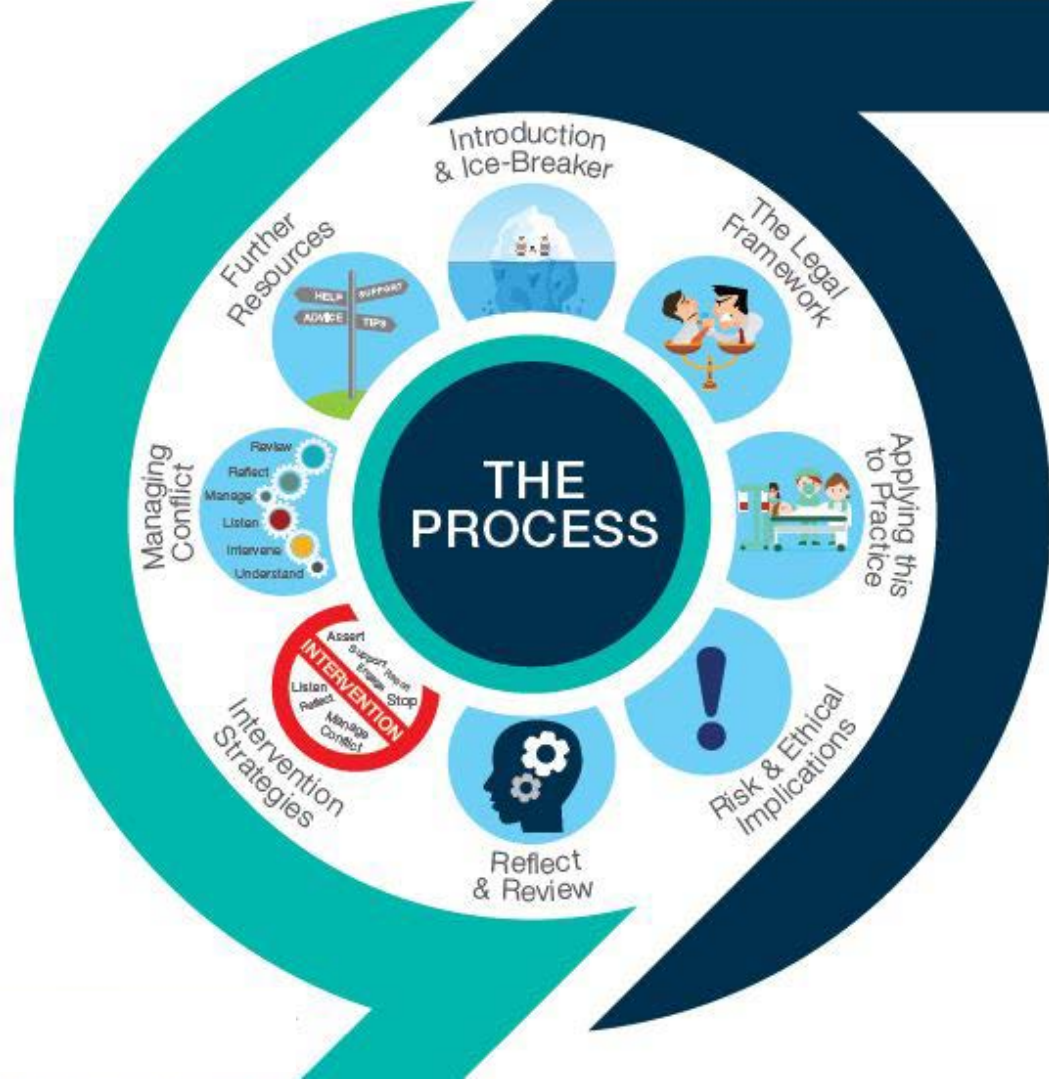 THE
PROCESS
Introduction
& Ice-Breaker
The Legal
Framework
Applying this
to Practice
Risk & Ethical
Implications
Reflect
& Review
Intervention
Strategies
Assert
Support Report
Engage
INTERVENTION
Listen
Stop
Reflect
Manage
Conflict
Managing
Conflict
Review
Reflect
Manage
Listen
Intervene
Understand
Further
Resources
HELP
SUPPORT
ADVICE
TIPS